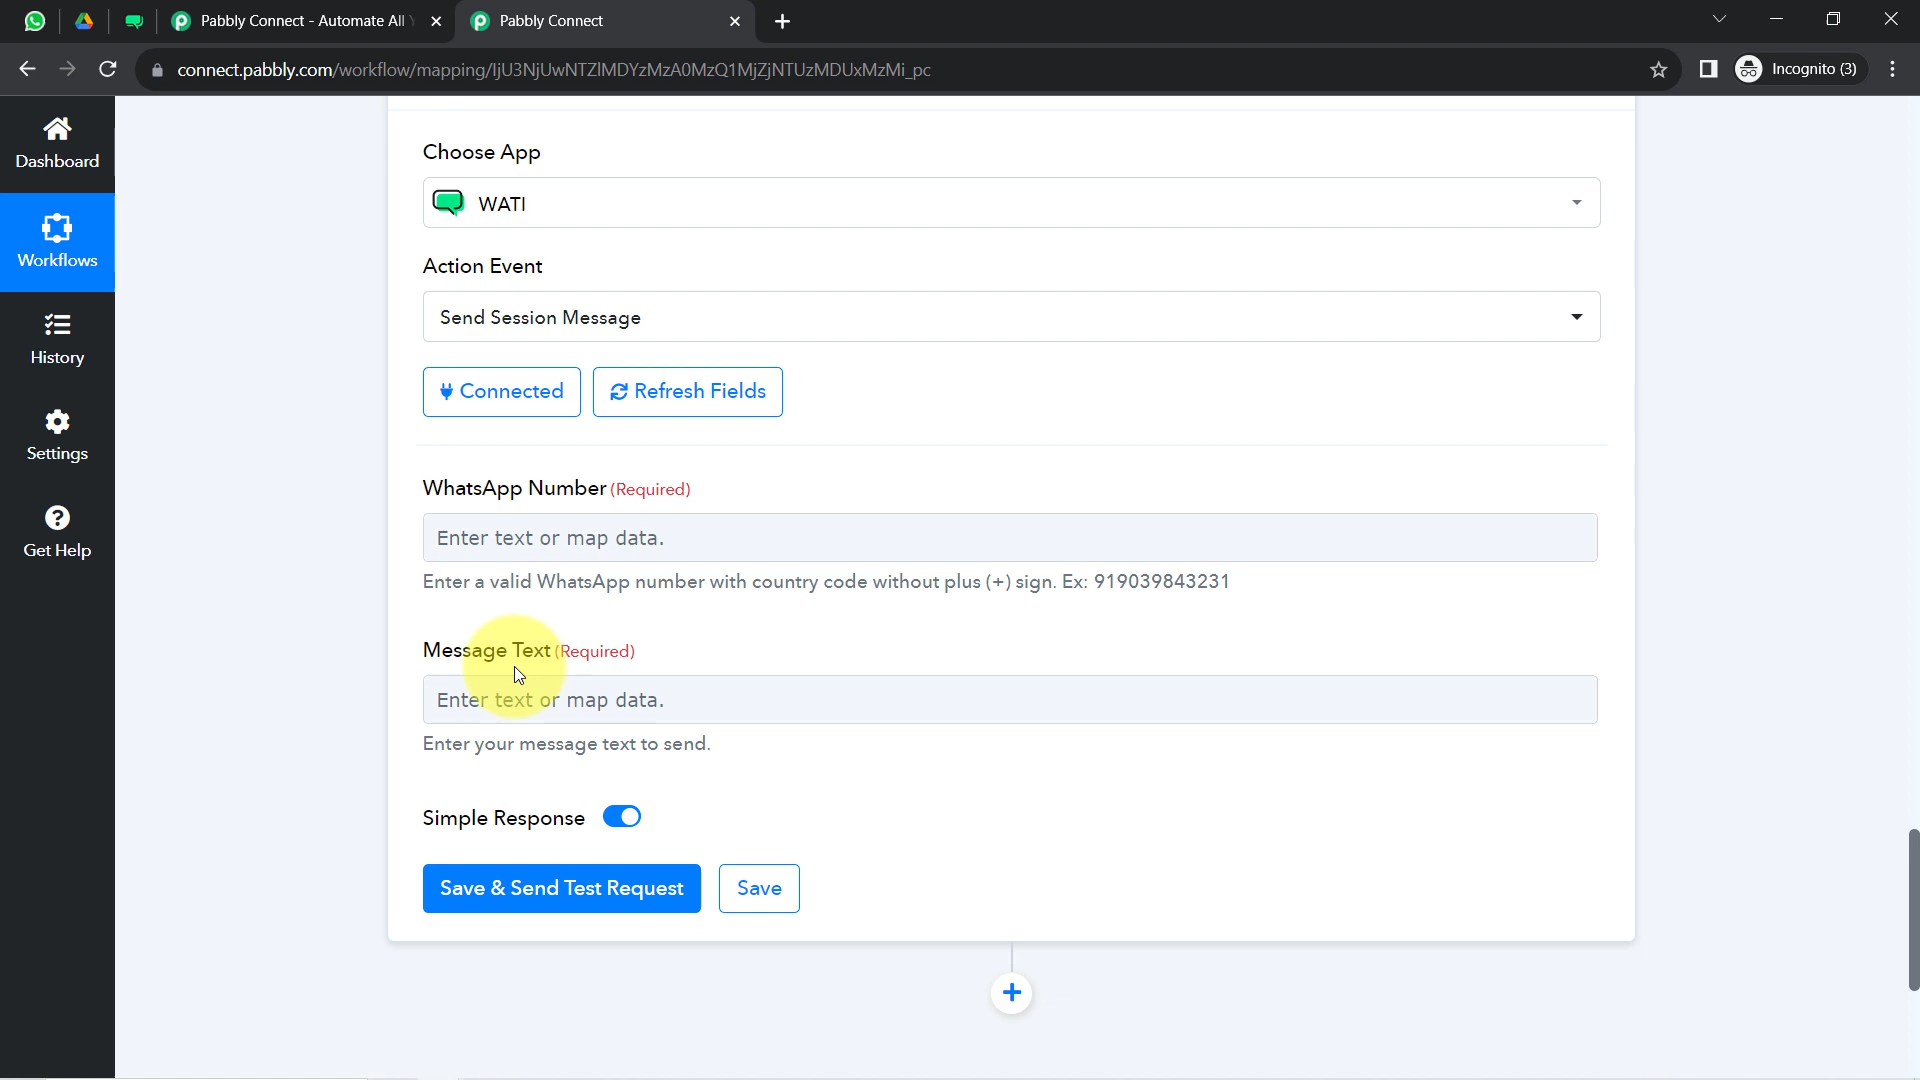 Pabbly Connect - Automate All
Pabbly Connect
connect.pabbly.com/workflow/mapping/IjU3NjUwNTZlMDYzMzA0MzQ1MjZjNTUzMDUxMzMi_pc
Incognito (3)
Dashboard
Workflows
History
Settings
Get Help
Choose App
WATI
Action Event
Send Session Message
Connected
Refresh Fields
WhatsApp Number (Required)
Enter text or map data.
Enter a valid WhatsApp number with country code without plus (+) sign. Ex: 919039843231
Message Text (Required)
Enter text or map data.
Enter your message text to send.
Simple Response
Save & Send Test Request
Save